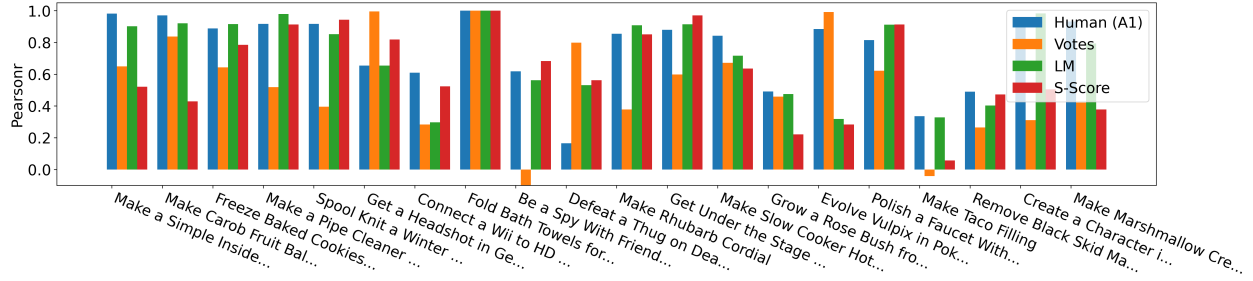 1.0
0.8
0.6
0.4
0.2
0.0
Pearsonr
Human (A1)
Votes
LM
S-Score
Make a Simple Inside...
Make Carob Fruit Bal...
Freeze Baked Cookies...
Make a Pipe Cleaner ...
Spool Knit a Winter ...
Get a Headshot in Ge...
Connect a Wii to HD ...
Fold Bath Towels for...
Be a Spy With Friend...
Defeat a Thug on Dea...
Make Rhubarb Cordial
Get Under the Stage ...
Make Slow Cooker Hot...
Grow a Rose Bush fro...
Evolve Vulpix in Pok...
Polish a Faucet With...
Make Taco Filling
Remove Black Skid Ma...
Create a Character i...
Make Marshmallow Cre...